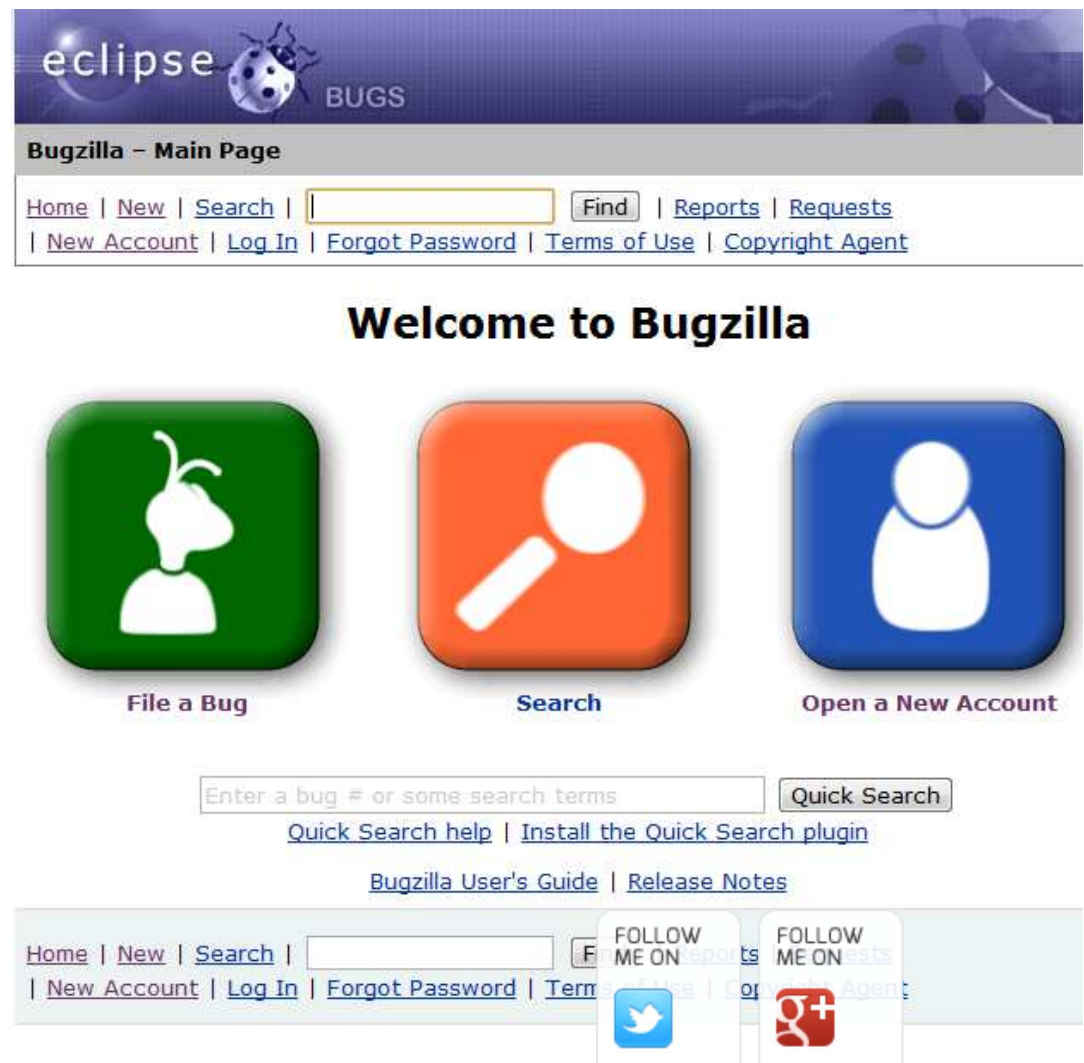 eclipse
BUGS
Bugzilla – Main Page
Home | New | Search | Find | Reports | Requests
| New Account | Log In | Forgot Password | Terms of Use | Copyright Agent
Welcome to Bugzilla
File a Bug
Search
Open a New Account
Enter a bug # or some search terms
Quick Search
Quick Search help | Install the Quick Search plugin
Bugzilla User's Guide | Release Notes
Home | New | Search |
| New Account | Log In | Forgot Password |
FOLLOW
ME ON
FOLLOW
ME ON
g+